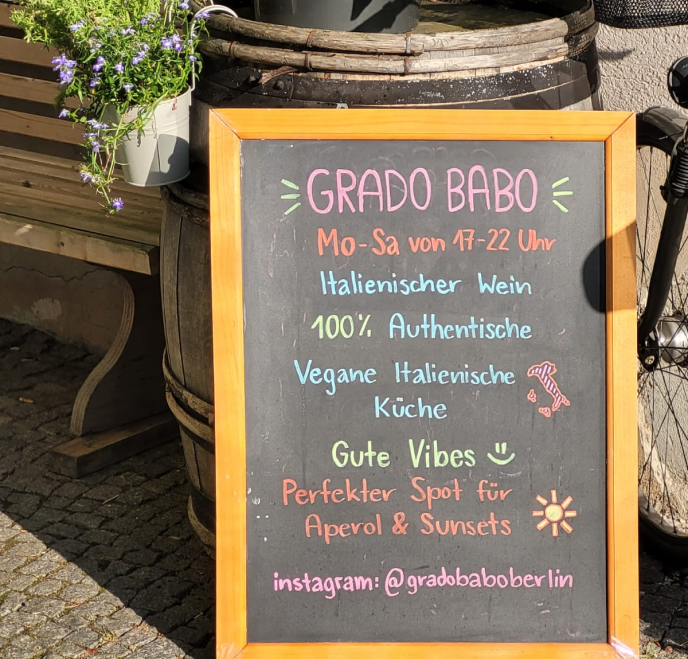 GRADO BABO
Mo-Sa von 17-22 Uhr
Italienischer Wein
100% Authentische
Vegane Italienische
Küche
Gute Vibes
Perfekter Spot für
Aperol & Sunsets
instagram: @gradobaboberlin